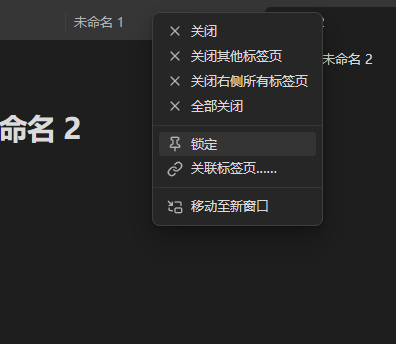 未命名 1
2
关闭
关闭其他标签页
未命名 2
关闭右侧所有标签页
全部关闭
命名 2
锁定
关联标签页......
移动至新窗口